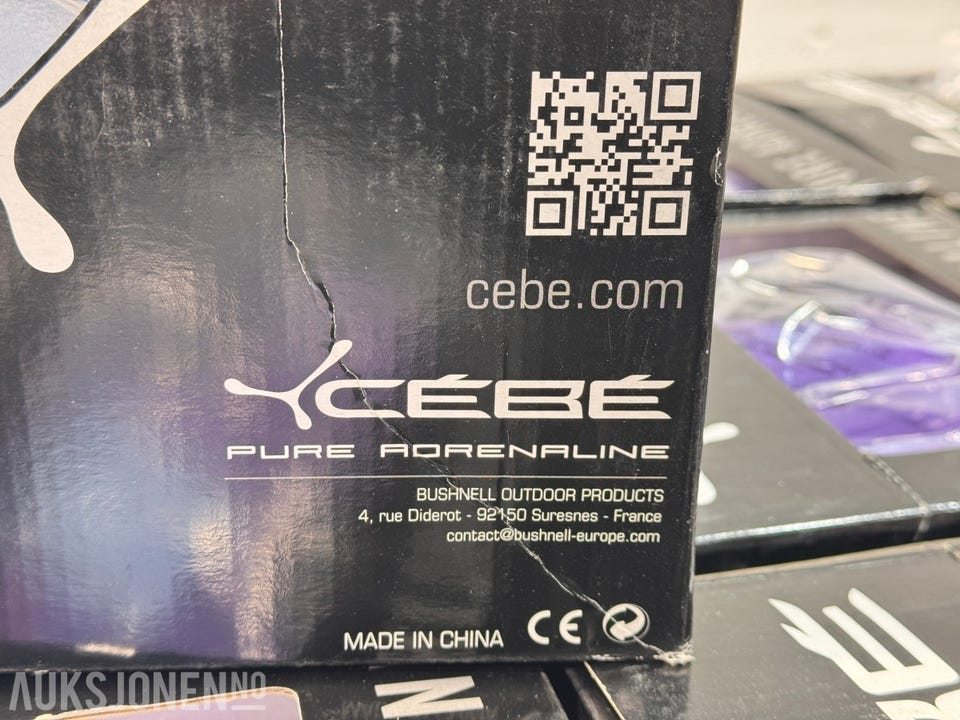 cebe.com
CÉBÉ
PURE ADRENALINE
BUSHNELL OUTDOOR PRODUCTS
4, rue Diderot - 92150 Suresnes - France
contact@bushnell-europe.com
MADE IN CHINA CE
AUKSJONEN.NO